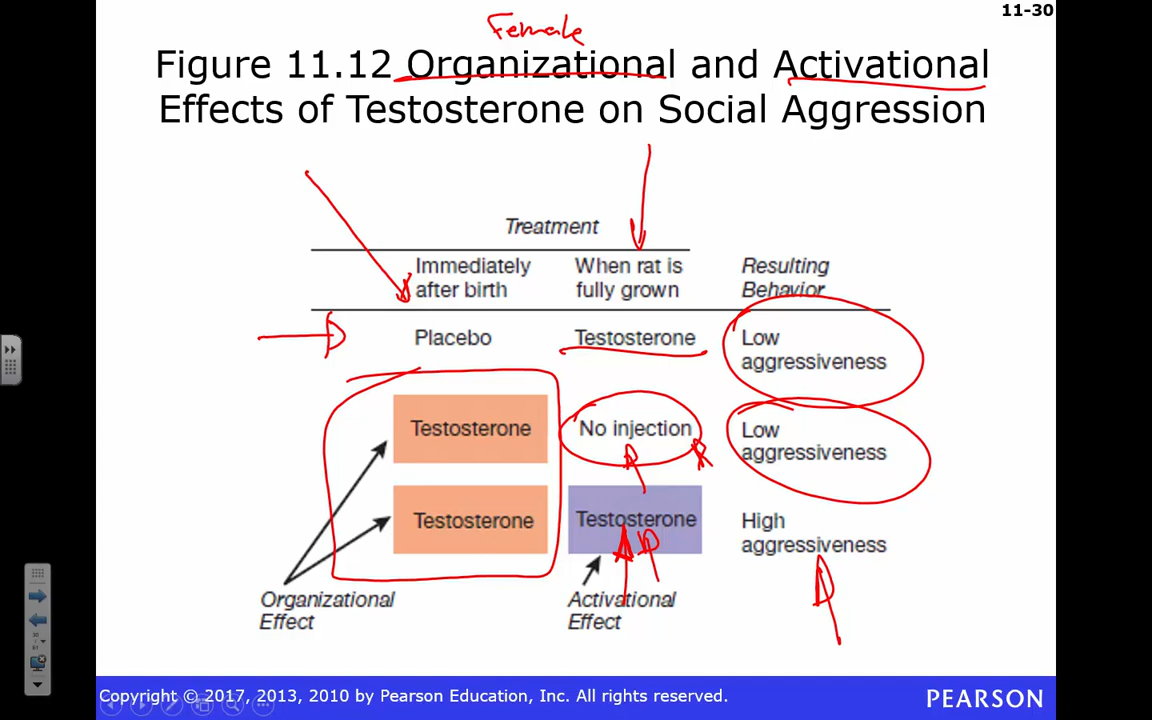 11-30
Female
Figure 11.12 Organizational and Activational
Effects of Testosterone on Social Aggression
Treatment
Immediately after birth
When rat is fully grown
Resulting Behavior
Placebo
Testosterone
Low aggressiveness
Testosterone
No injection
Low aggressiveness
Testosterone
Testosterone
High aggressiveness
Organizational Effect
Activational Effect
Copyright © 2017, 2013, 2010 by Pearson Education, Inc. All rights reserved.
PEARSON